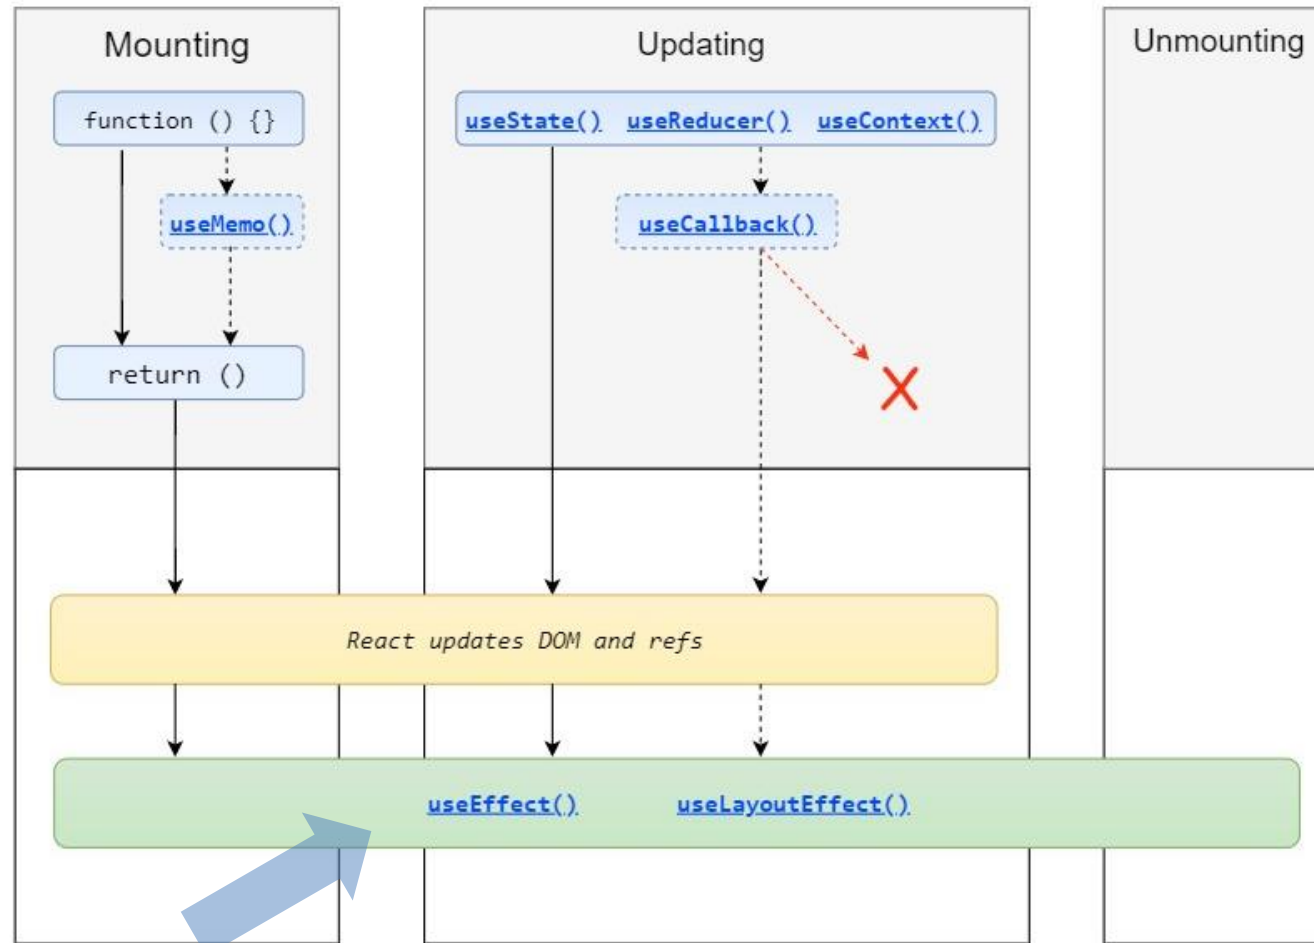 Mounting
Updating
Unmounting
function () {}
useState() useReducer() useContext()
useMemo()
useCallback()
return ()
React updates DOM and refs
useEffect() useLayoutEffect()